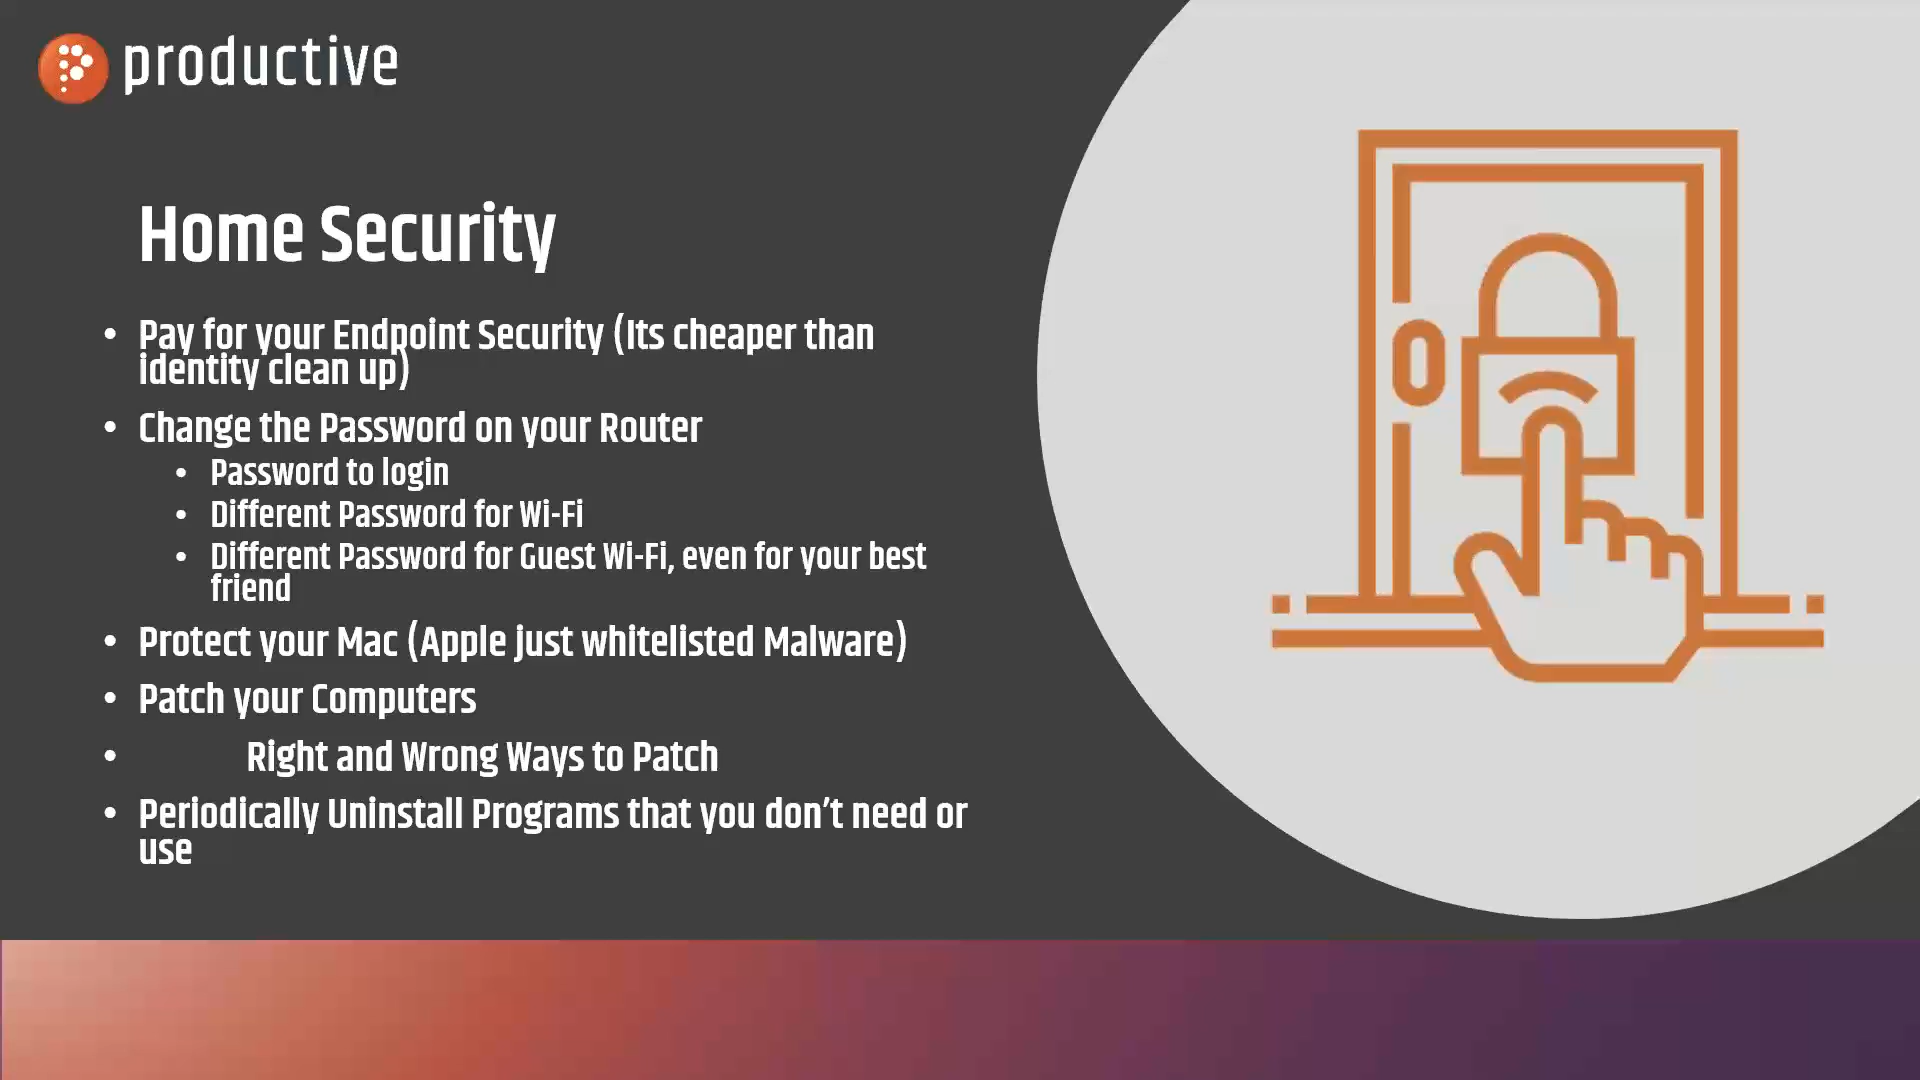 productive
Home Security
• Pay for your Endpoint Security (Its cheaper than
identity clean up)
• Change the Password on your Router
• Password to login
• Different Password for Wi-Fi
• Different Password for Guest Wi-Fi, even for your best
friend
• Protect your Mac (Apple just whitelisted Malware)
• Patch your Computers
• Right and Wrong Ways to Patch
• Periodically Uninstall Programs that you don’t need or
use